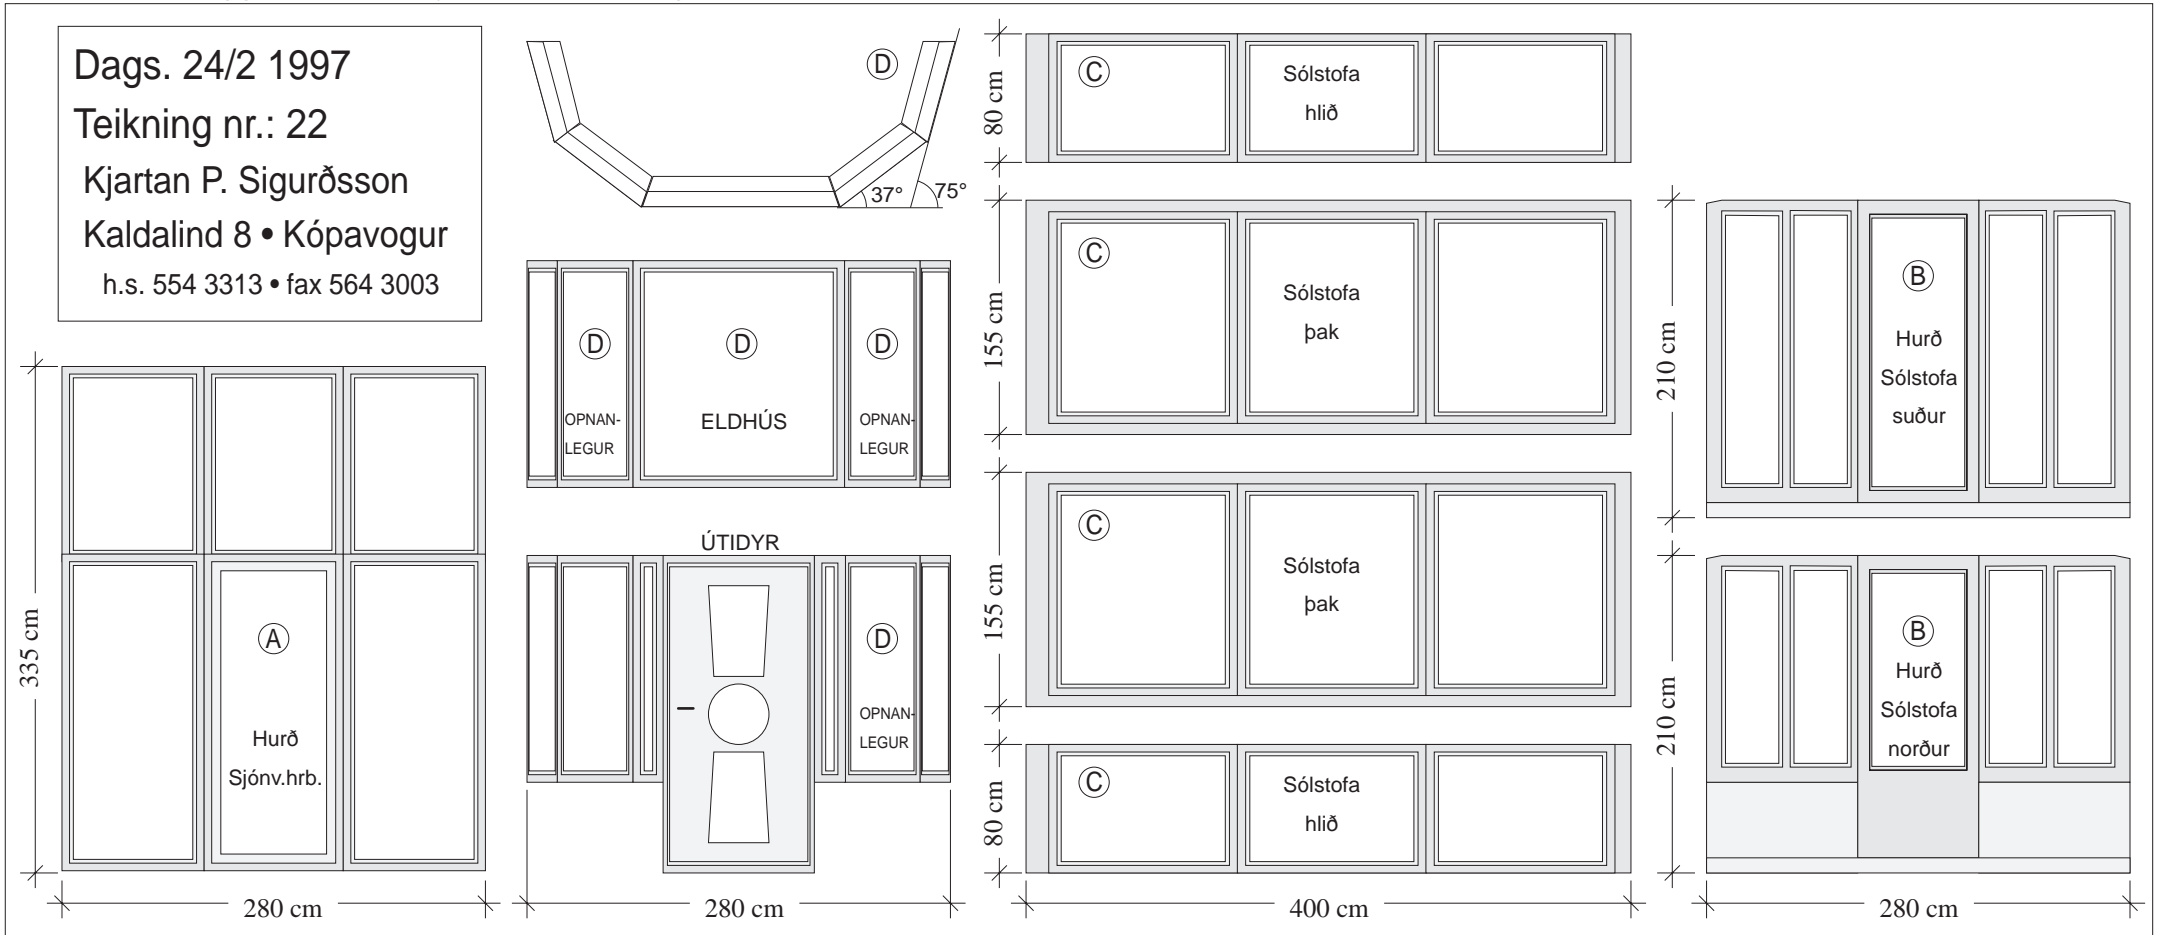 Dags. 24/2 1997
Teikning nr.: 22
Kjartan P. Sigurðsson
Kaldalind 8 • Kópavogur
h.s. 554 3313 • fax 564 3003
335 cm
A
Hurð
Sjónv.hrb.
280 cm
D
37°
75°
D
OPNAN-
LEGUR
D
ELDHÚS
D
OPNAN-
LEGUR
ÚTIDYR
D
OPNAN-
LEGUR
280 cm
80 cm
C
Sólstofa
hlið
155 cm
C
Sólstofa
þak
155 cm
C
Sólstofa
þak
80 cm
C
Sólstofa
hlið
400 cm
210 cm
B
Hurð
Sólstofa
suður
210 cm
B
Hurð
Sólstofa
norður
280 cm